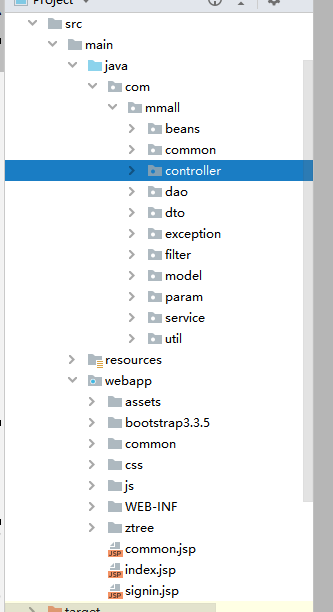 Project
src
main
java
com
mmall
beans
common
controller
dao
dto
exception
filter
model
param
service
util
resources
webapp
assets
bootstrap3.3.5
common
css
js
WEB-INF
ztree
JSP common.jsp
JSP index.jsp
JSP signin.jsp
target